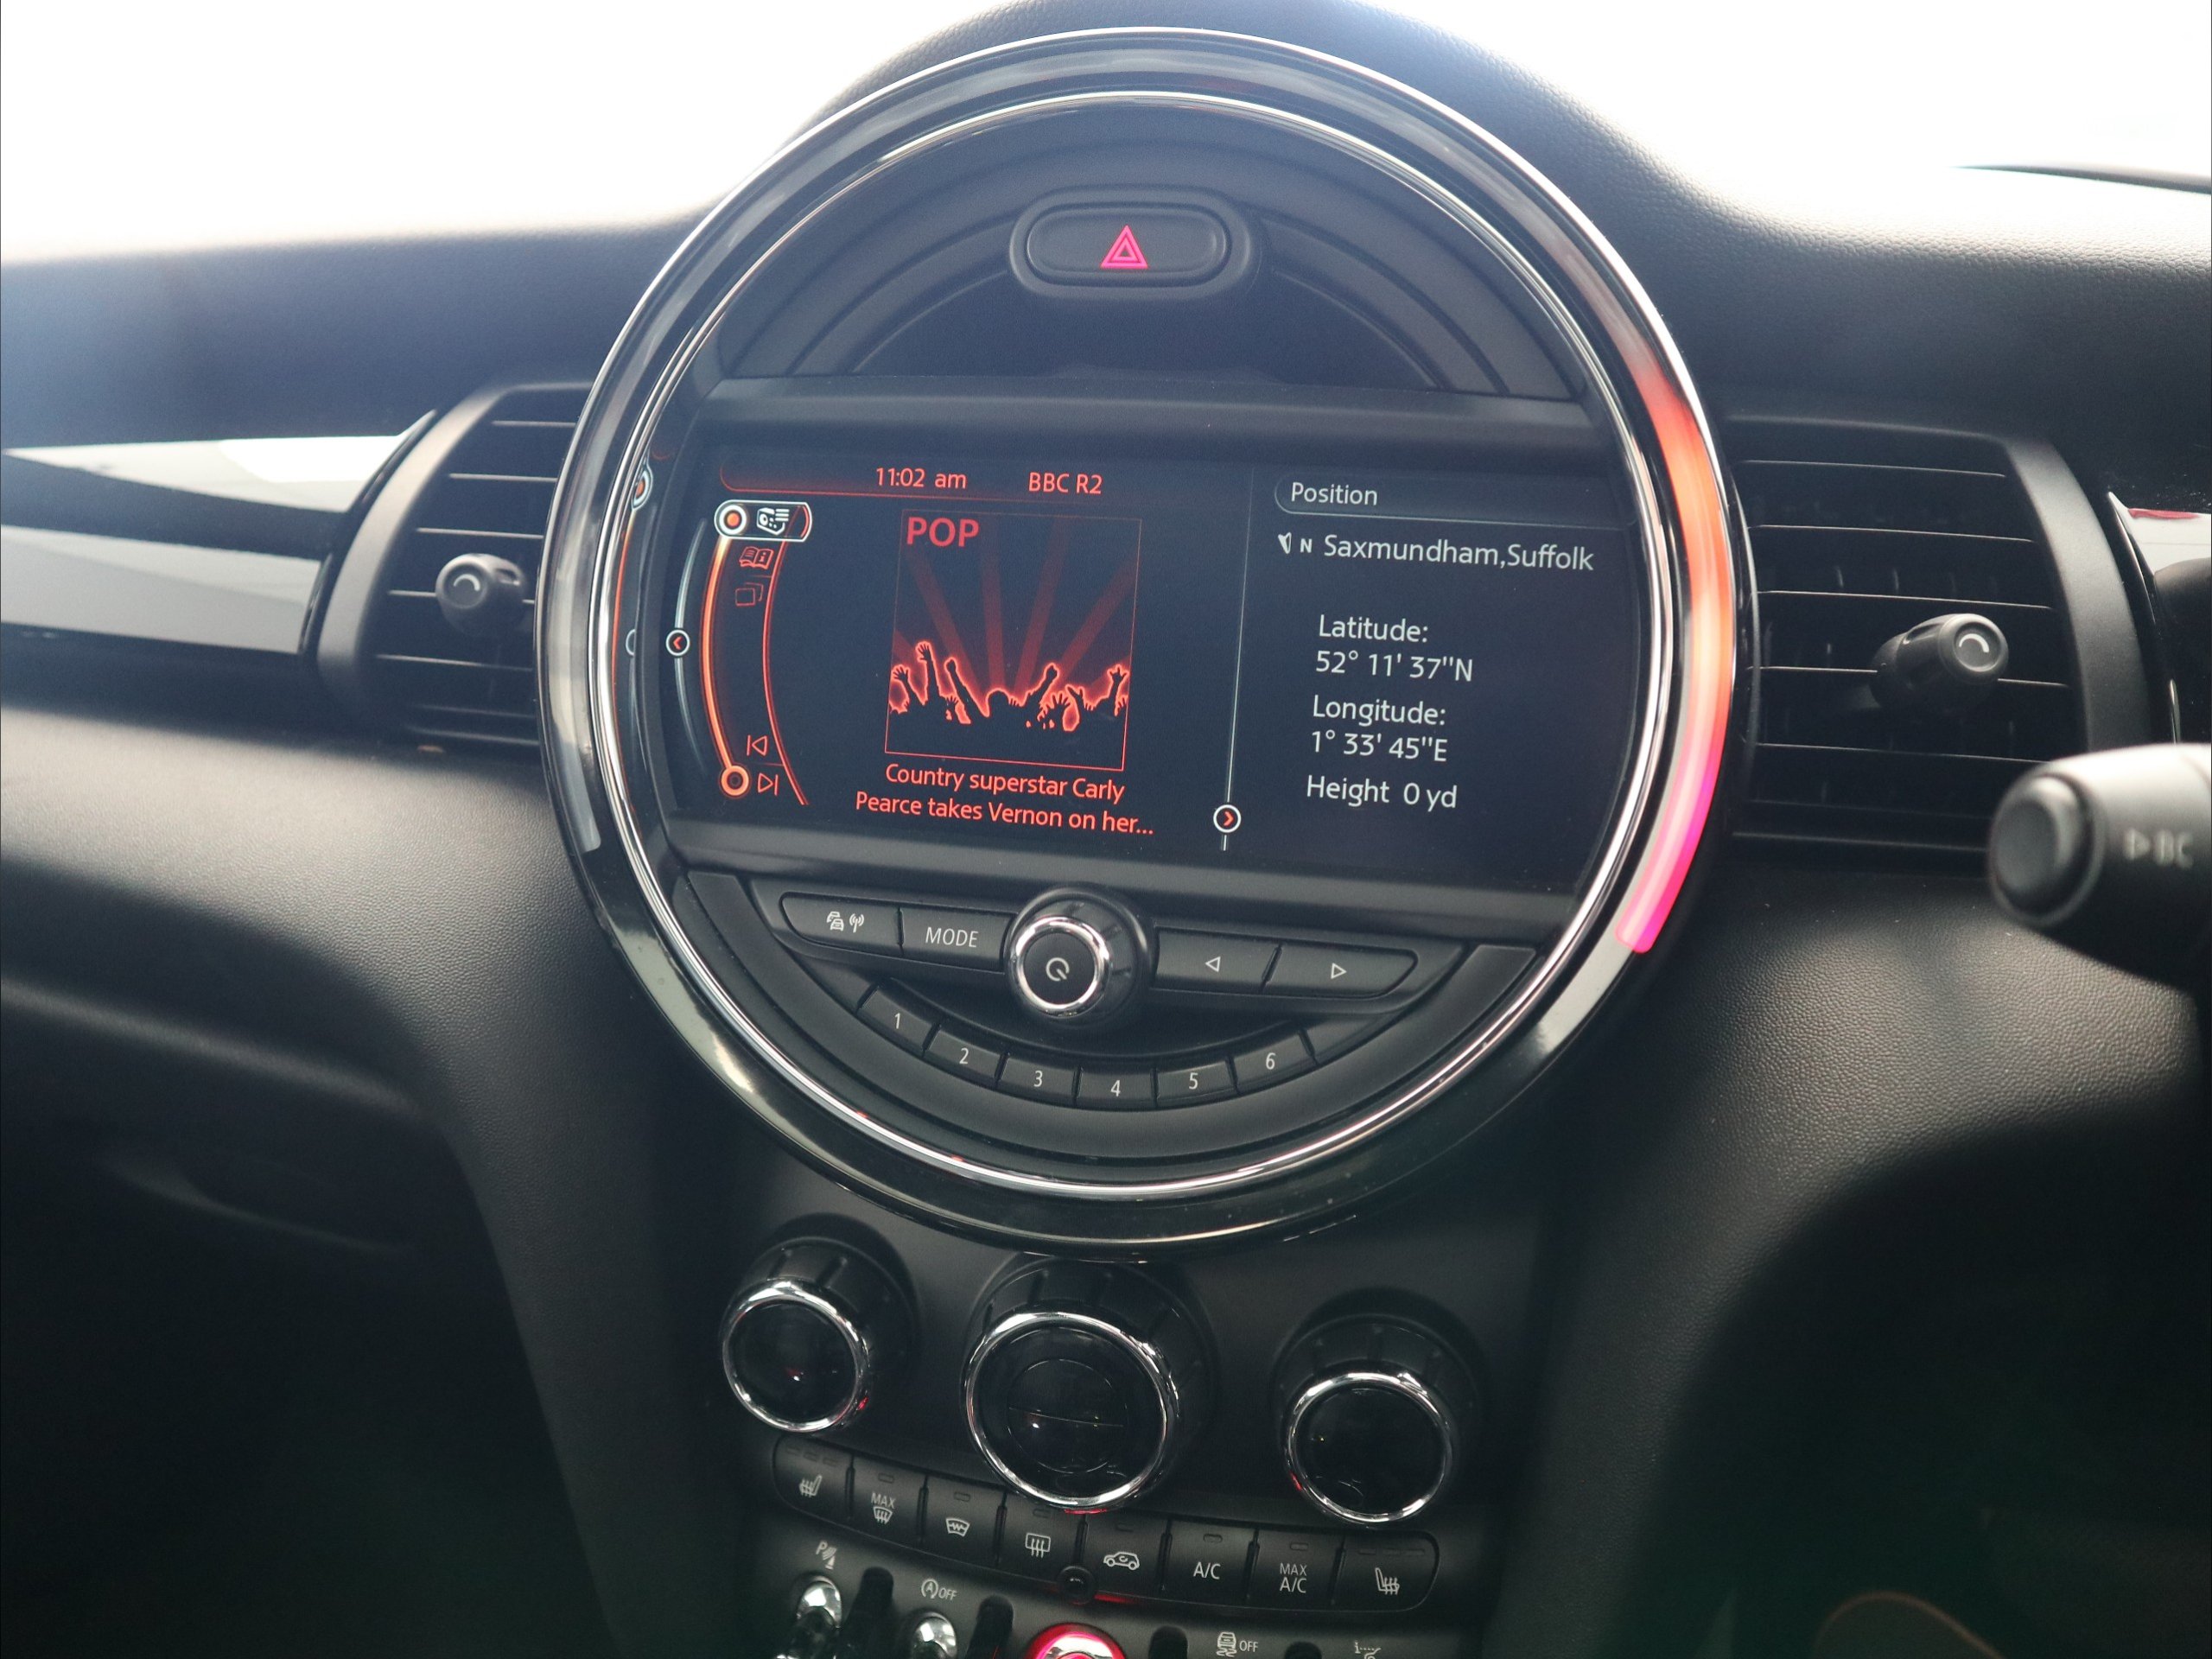 11:02 am BBC R2
POP
Country superstar Carly
Pearce takes Vernon on her...
Position
N Saxmundham,Suffolk
Latitude:
52° 11' 37"N
Longitude:
1° 33' 45"E
Height 0 yd
MODE
1
2
3
4
5
6
MAX
A/C
MAX
A/C
P
A OFF
OFF
BC